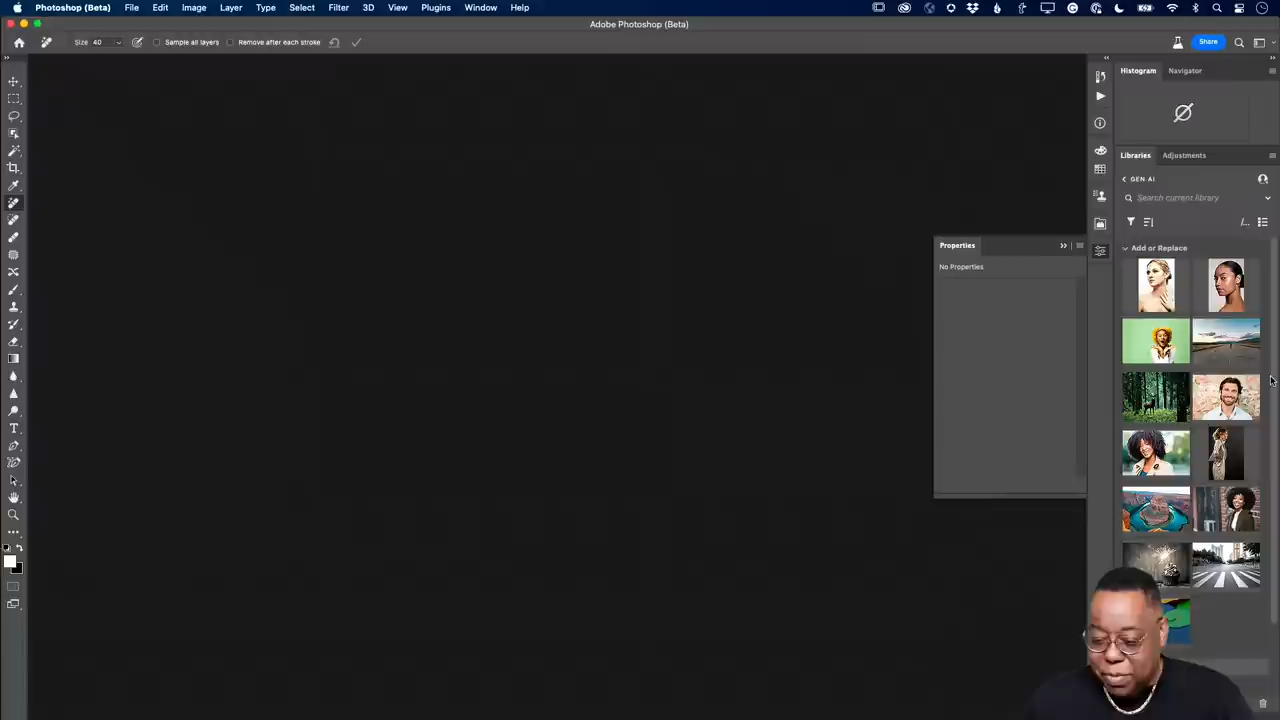 Photoshop (Beta) File Edit Image Layer Type Select Filter 3D View Plugins Window Help
Adobe Photoshop (Beta)
Size 40 Sample all layers Remove after each stroke Share
Histogram Navigator
Libraries Adjustments
GEN AI
Search current library
Properties
No Properties
Add or Replace